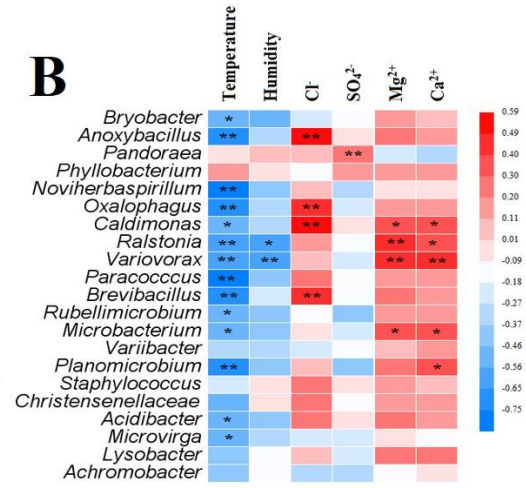 B
Temperature
Humidity
Cl⁻
SO₄²⁻
Mg²⁺
Ca²⁺
Bryobacter *
Anoxybacillus ** **
Pandoraea **
Phyllobacterium
Noviherbaspirillum **
Oxalophagus ** **
Caldimonas * ** * *
Ralstonia ** * ** *
Variovorax ** ** ** **
Paracocccus **
Brevibacillus ** **
Rubellimicrobium *
Microbacterium * * *
Variibacter
Planomicrobium ** *
Staphylococcus
Christensenellaceae
Acidibacter *
Microvirga *
Lysobacter
Achromobacter
0.59
0.49
0.40
0.30
0.20
0.10
0.01
-0.09
-0.18
-0.27
-0.37
-0.46
-0.56
-0.65
-0.75